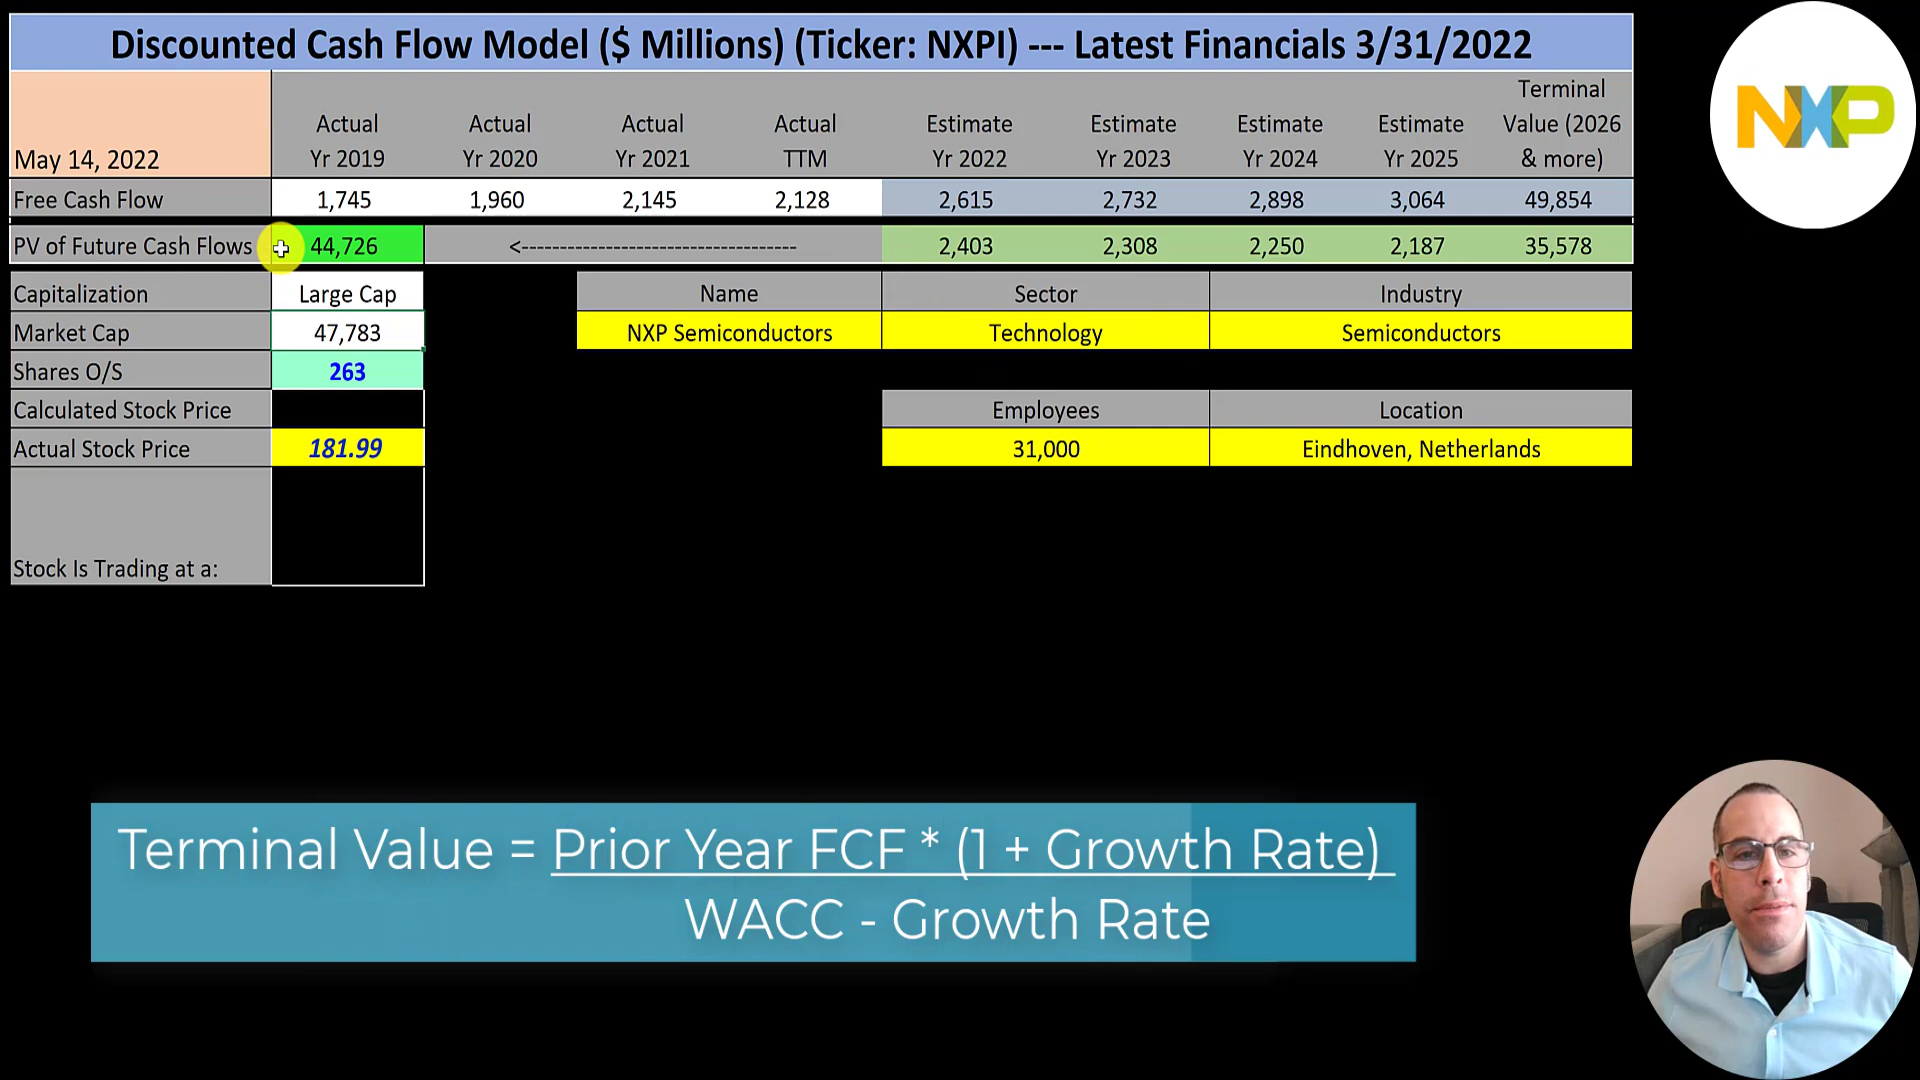 Discounted Cash Flow Model ($ Millions) (Ticker: NXPI) --- Latest Financials 3/31/2022
NXP
May 14, 2022 Actual Yr 2019 Actual Yr 2020 Actual Yr 2021 Actual TTM Estimate Yr 2022 Estimate Yr 2023 Estimate Yr 2024 Estimate Yr 2025 Terminal Value (2026 & more)
Free Cash Flow 1,745 1,960 2,145 2,128 2,615 2,732 2,898 3,064 49,854
PV of Future Cash Flows 44,726 <----------------------------------- 2,403 2,308 2,250 2,187 35,578
Capitalization Large Cap Name Sector Industry
Market Cap 47,783 NXP Semiconductors Technology Semiconductors
Shares O/S 263
Calculated Stock Price Employees Location
Actual Stock Price 181.99 31,000 Eindhoven, Netherlands
Stock Is Trading at a:
Terminal Value = Prior Year FCF * (1 + Growth Rate)
WACC - Growth Rate